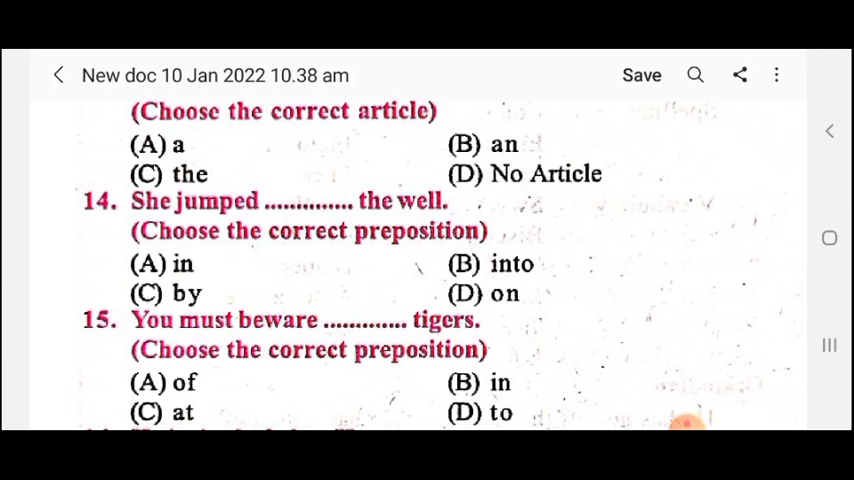 New doc 10 Jan 2022 10.38 am Save
(Choose the correct article)
(A) a (B) an
(C) the (D) No Article
14. She jumped .............. the well.
(Choose the correct preposition)
(A) in (B) into
(C) by (D) on
15. You must beware ............. tigers.
(Choose the correct preposition)
(A) of (B) in
(C) at (D) to